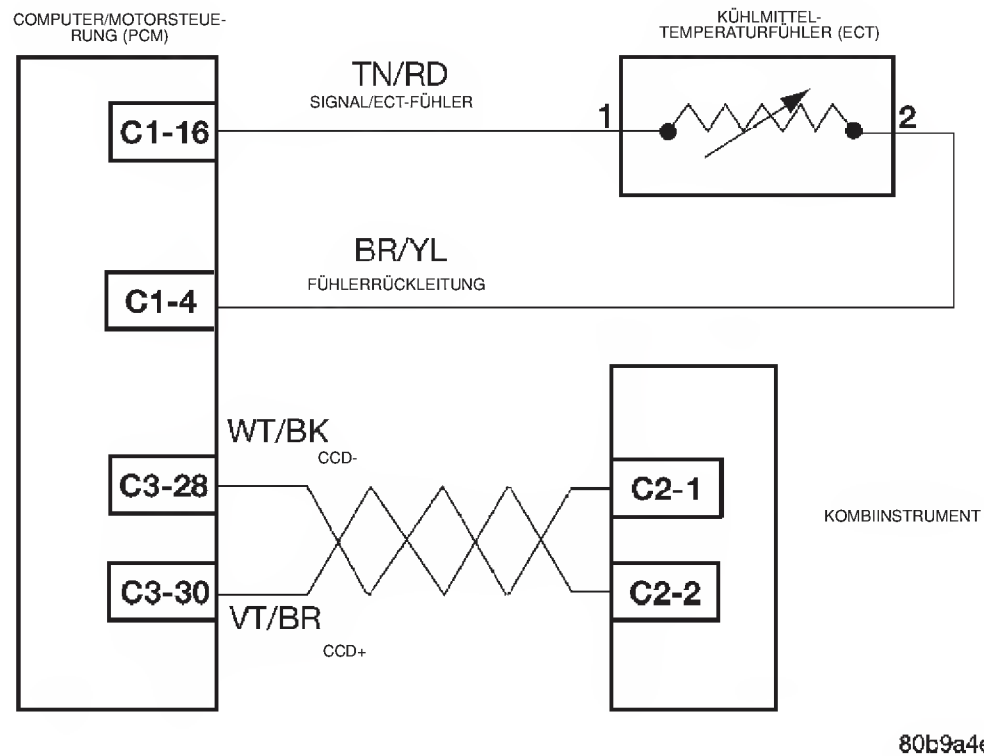 COMPUTER/MOTORSTEUE-
RUNG (PCM)
KÜHLMITTEL-
TEMPERATURFÜHLER (ECT)
TN/RD
SIGNAL/ECT-FÜHLER
C1-16
1
2
BR/YL
FÜHLERRÜCKLEITUNG
C1-4
WT/BK
CCD-
C3-28
C2-1
KOMBIINSTRUMENT
C3-30
C2-2
VT/BR
CCD+
80b9a4e